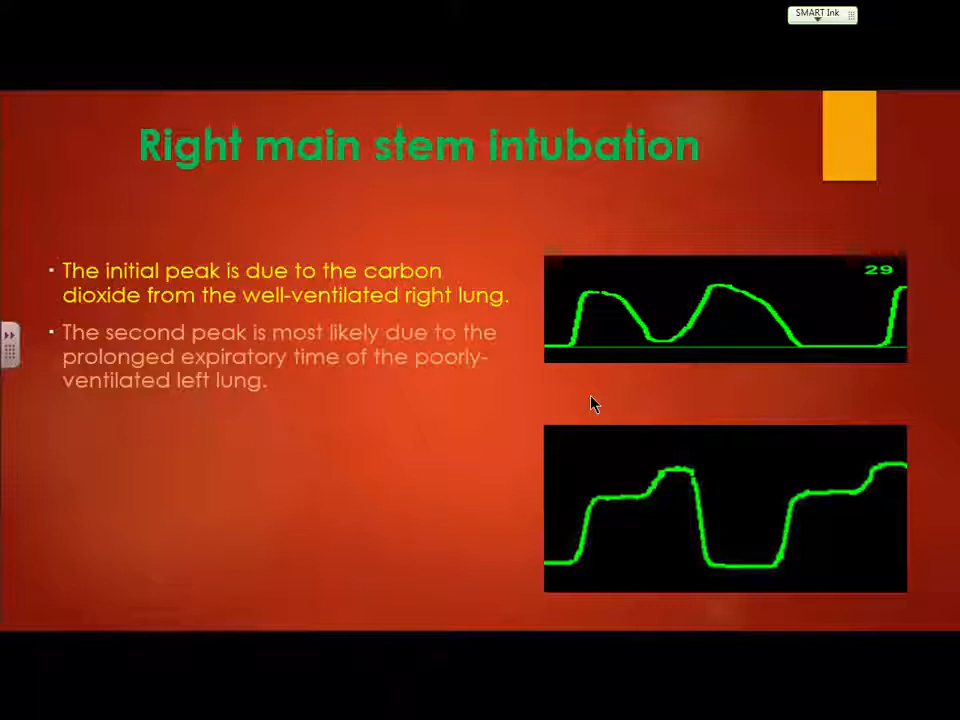 SMART Ink
Right main stem intubation
29
The initial peak is due to the carbon
dioxide from the well-ventilated right lung.
The second peak is most likely due to the
prolonged expiratory time of the poorly-
ventilated left lung.